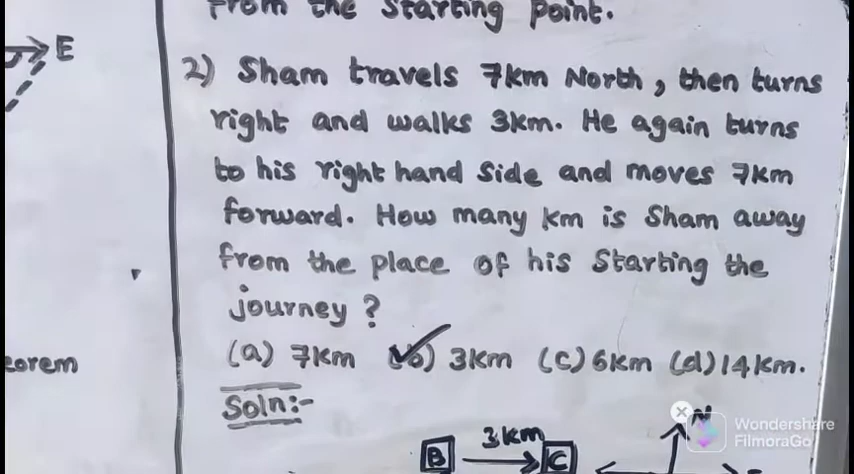 from the Starting point.
E
2) Sham travels 7km North, then turns
right and walks 3km. He again turns
to his right hand side and moves 7km
forward. How many km is Sham away
from the place of his Starting the
journey ?
(a) 7km (b) 3km (c) 6km (d) 14km.
eorem
Soln:-
3km
B C
N
Wondershare
FilmoraGo